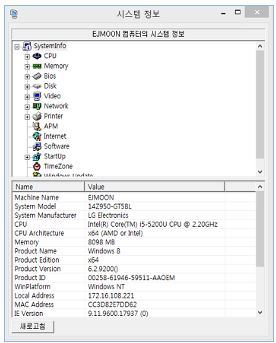 시스템 정보
EJMOON 컴퓨터의 시스템 정보
SystemInfo
CPU
Memory
Bios
Disk
Video
Network
Printer
APM
Internet
Software
StartUp
TimeZone
Windows Update
Name Value
Machine Name EJMOON
System Model 14Z950-GT5BL
System Manufacturer LG Electronics
CPU Intel(R) Core(TM) i5-5200U CPU @ 2.20GHz
CPU Architecture x64 (AMD or Intel)
Memory 8098 MB
Product Name Windows 8
Product Edition x64
Product Version 6.2.9200()
Product ID 00258-61946-59511-AAOEM
WinPlatform Windows NT
Local Address 172.16.108.221
MAC Address CC3D82E7DD62
IE Version 9.11.9600.17937 (0)
새로고침